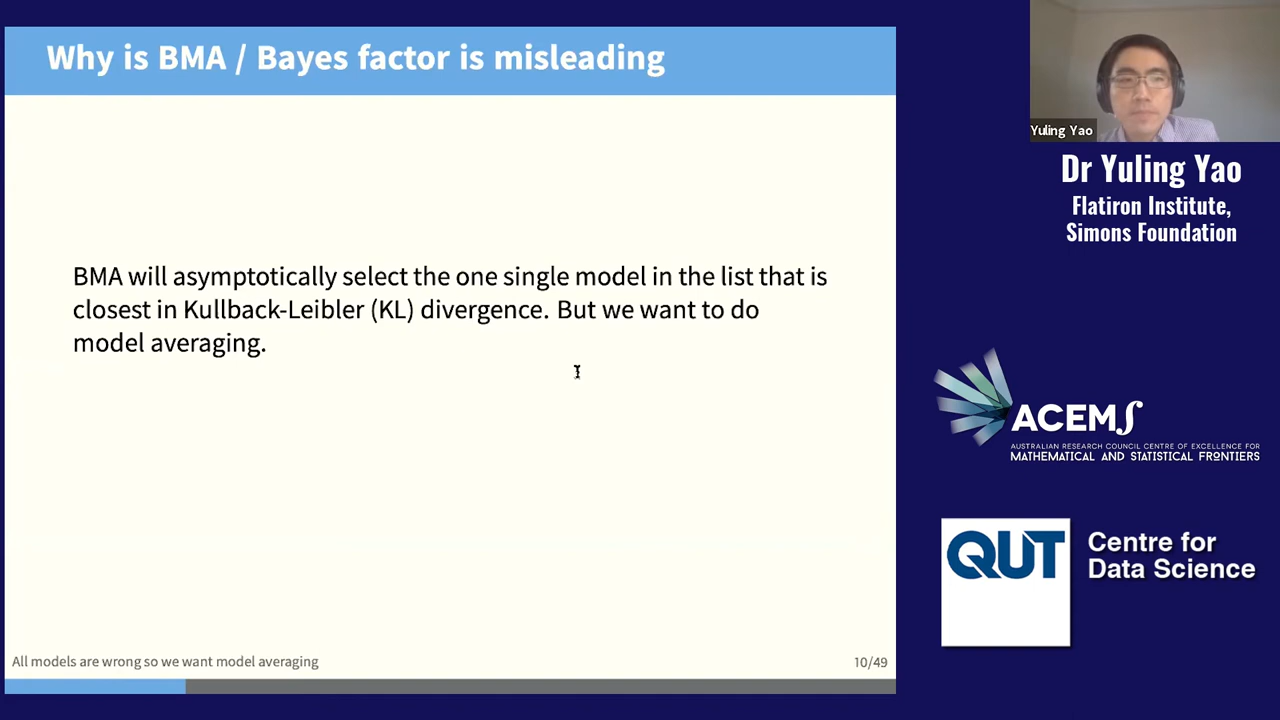 Why is BMA / Bayes factor is misleading
BMA will asymptotically select the one single model in the list that is
closest in Kullback-Leibler (KL) divergence. But we want to do
model averaging.
All models are wrong so we want model averaging
10/49
Yuling Yao
Dr Yuling Yao
Flatiron Institute,
Simons Foundation
ACEMS
AUSTRALIAN RESEARCH COUNCIL CENTRE OF EXCELLENCE FOR
MATHEMATICAL AND STATISTICAL FRONTIERS
QUT
Centre for
Data Science